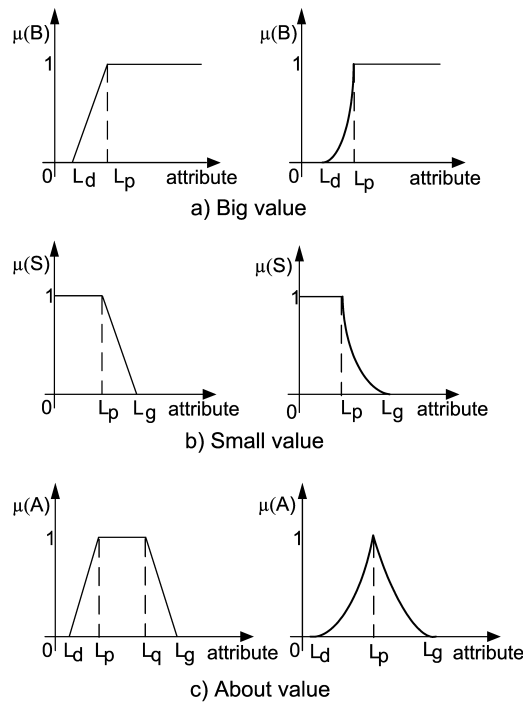 μ(B) μ(B)
1 1
0 L_d L_p attribute 0 L_d L_p attribute
a) Big value
μ(S) μ(S)
1 1
0 L_p L_g attribute 0 L_p L_g attribute
b) Small value
μ(A) μ(A)
1 1
0 L_d L_p L_q L_g attribute 0 L_d L_p L_g attribute
c) About value